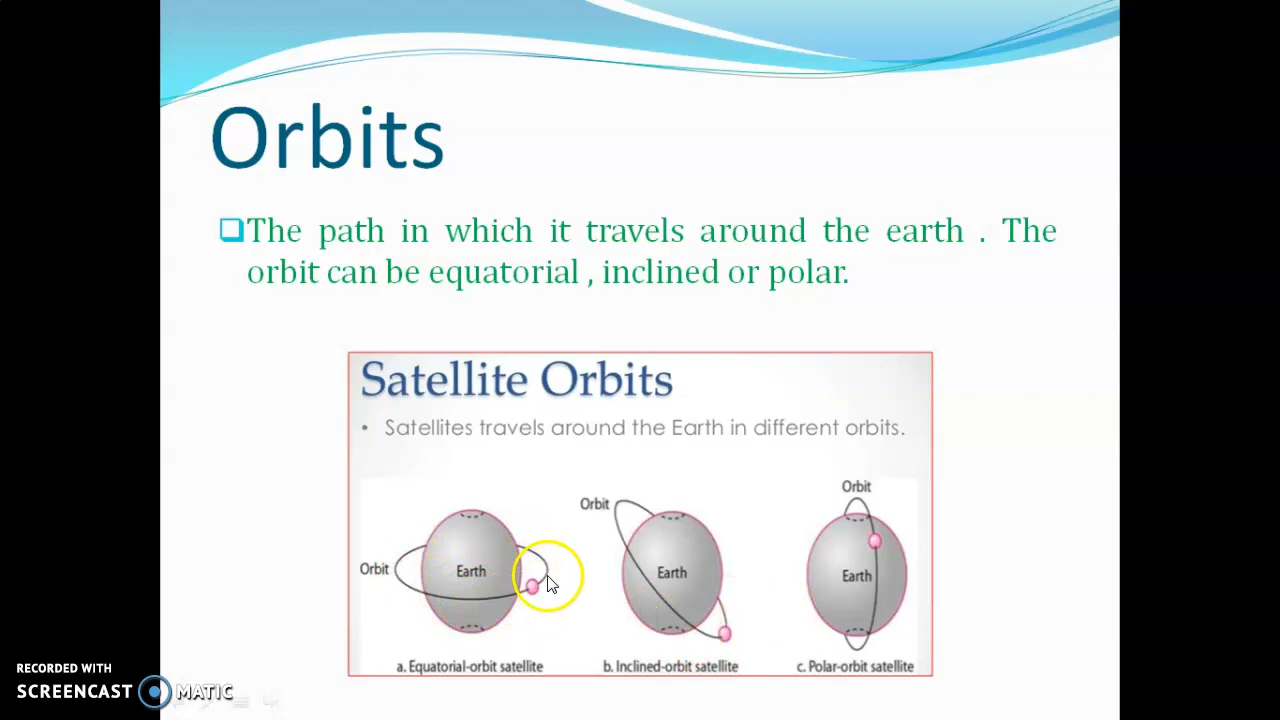 Orbits
The path in which it travels around the earth . The
orbit can be equatorial , inclined or polar.
Satellite Orbits
• Satellites travels around the Earth in different orbits.
Orbit
Earth
a. Equatorial-orbit satellite
Orbit
Earth
b. Inclined-orbit satellite
Orbit
Earth
c. Polar-orbit satellite
RECORDED WITH
SCREENCAST MATIC